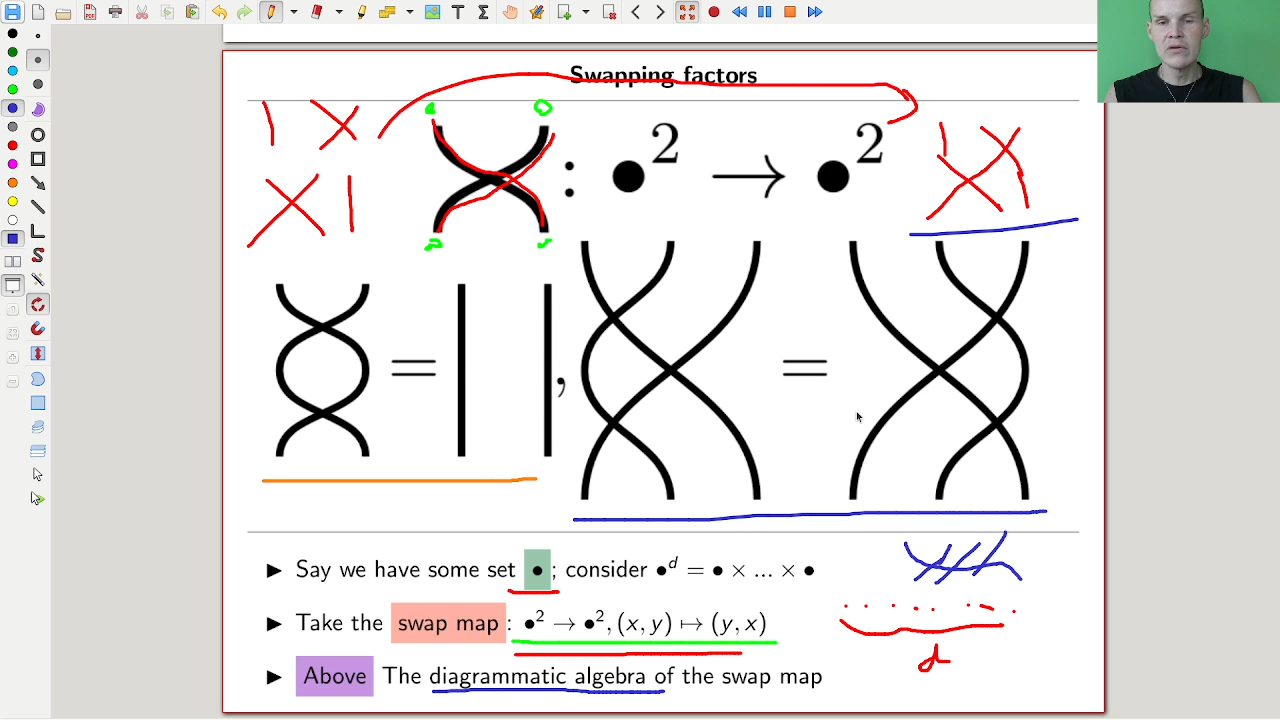 Swapping factors
: •² → •²
= , =
► Say we have some set • ; consider •ᵈ = • × ... × •
d
► Take the swap map : •² → •², (x, y) ↦ (y, x)
► Above The diagrammatic algebra of the swap map